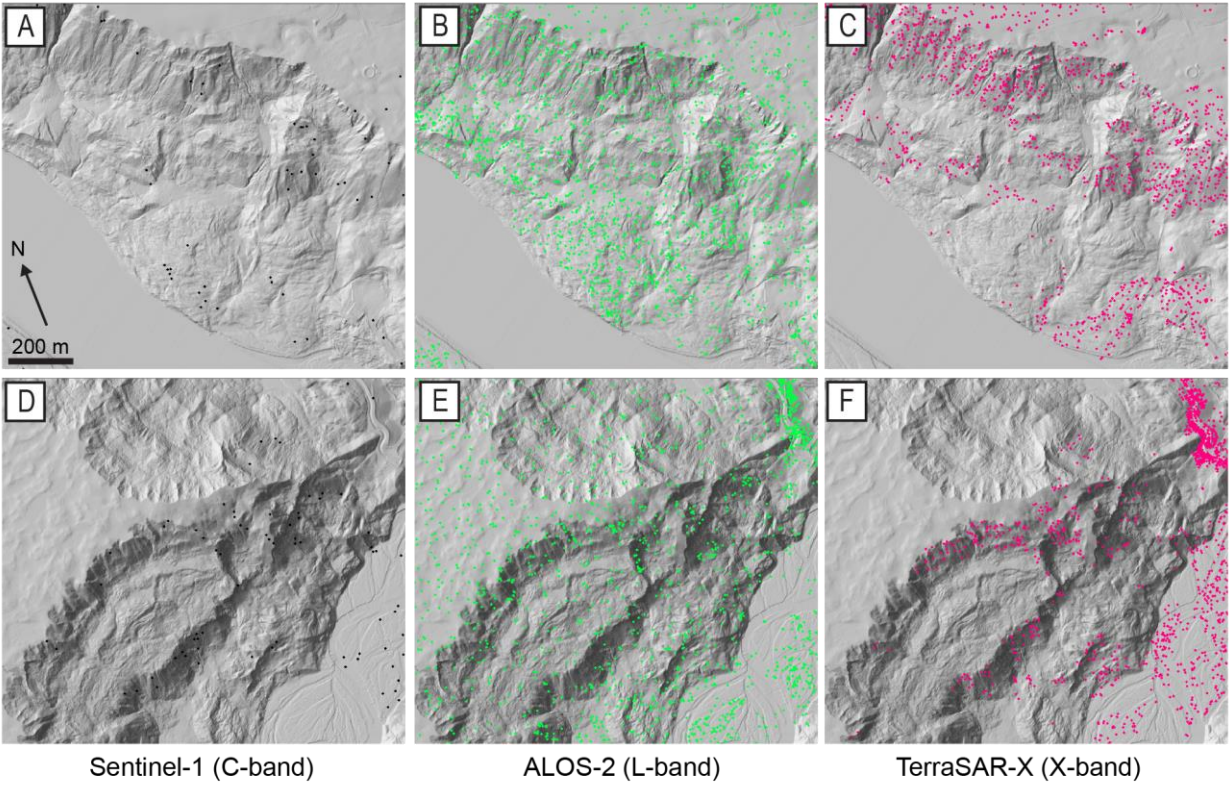 A
B
C
N
200 m
D
E
F
Sentinel-1 (C-band)
ALOS-2 (L-band)
TerraSAR-X (X-band)